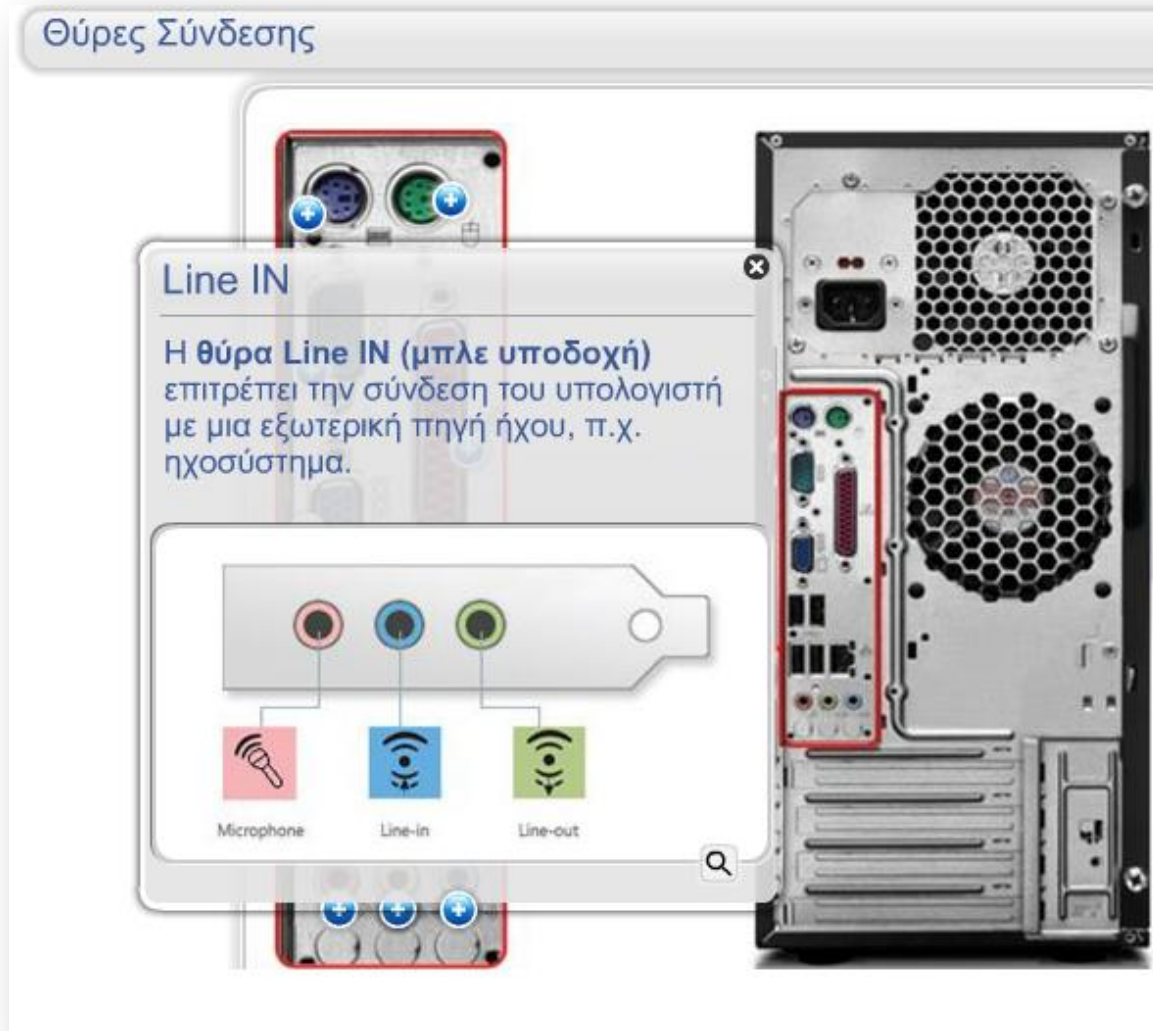 Θύρες Σύνδεσης
Line IN
Η θύρα Line IN (μπλε υποδοχή)
επιτρέπει την σύνδεση του υπολογιστή
με μια εξωτερική πηγή ήχου, π.χ.
ηχοσύστημα.
Microphone
Line-in
Line-out